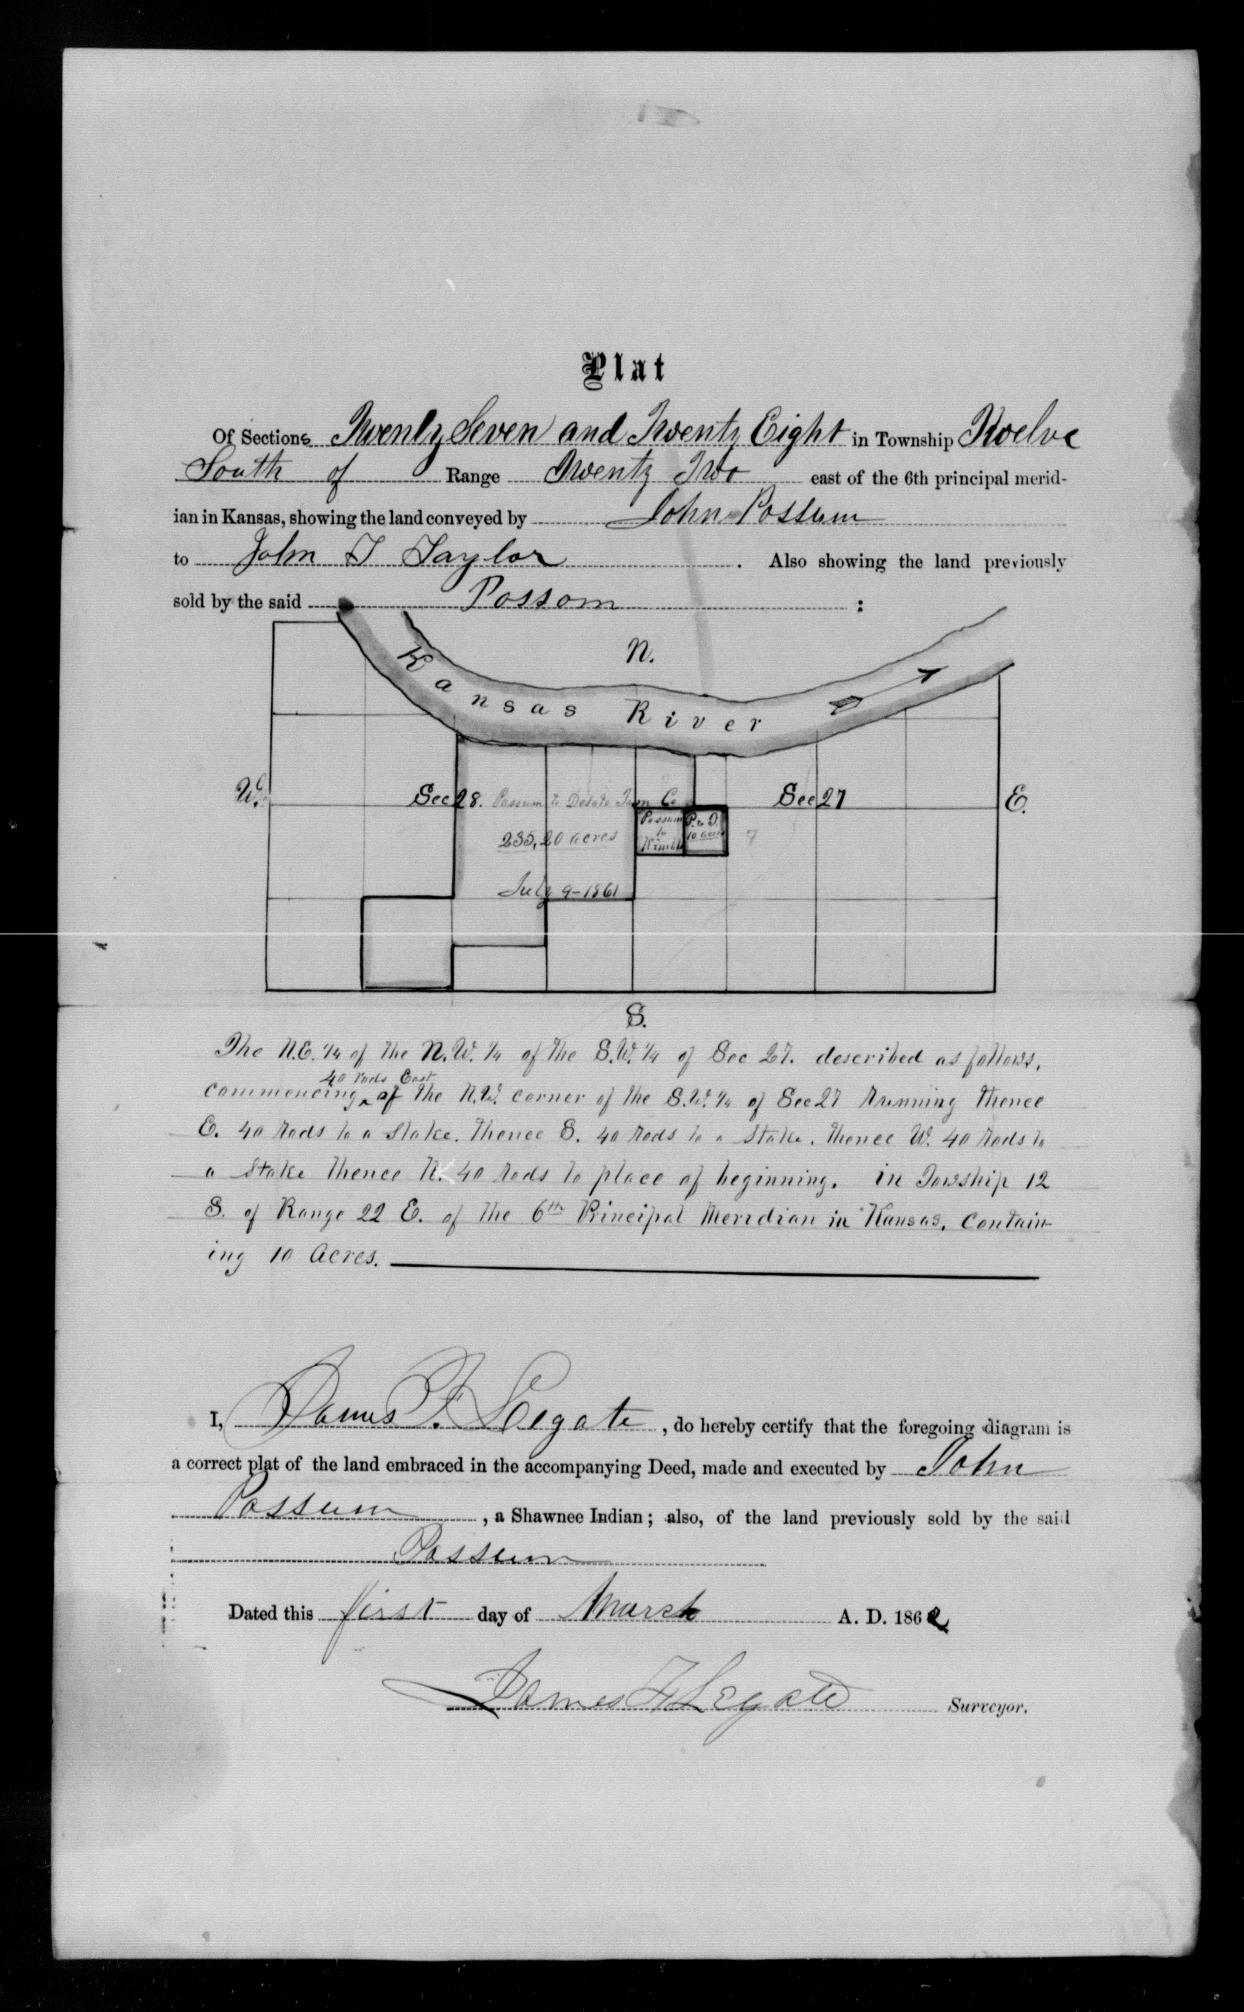 Plat
Of Sections Twenty Seven and Twenty Eight in Township Twelve
South of Range Twenty Two east of the 6th principal merid-
ian in Kansas, showing the land conveyed by John Possum
to John T Taylor . Also showing the land previously
sold by the said Possom :
N.
Kansas River
W.
Sec 28. Possum to Desoto Town Co
Sec 27
E.
235,20 acres
Possum
to
Kimble
P. to T
10 acres
7
July 9-1861
S.
The N.E. 1/4 of the N.W. 1/4 of the S.W. 1/4 of Sec 27. described as follows,
40 rods East
commencing ^ of the N.W. corner of the S.W. 1/4 of Sec 27 running thence
E. 40 rods to a stake. thence S. 40 rods to a stake. thence W. 40 rods to
a stake thence N. 40 rods to place of beginning. in Towship 12
S. of Range 22 E. of the 6th Principal Meridian in Kansas. Contain-
ing 10 Acres.
I, James F. Legate , do hereby certify that the foregoing diagram is
a correct plat of the land embraced in the accompanying Deed, made and executed by John
Possum , a Shawnee Indian; also, of the land previously sold by the said
Possum
Dated this first day of March A. D. 1862
James F Legate Surveyor.